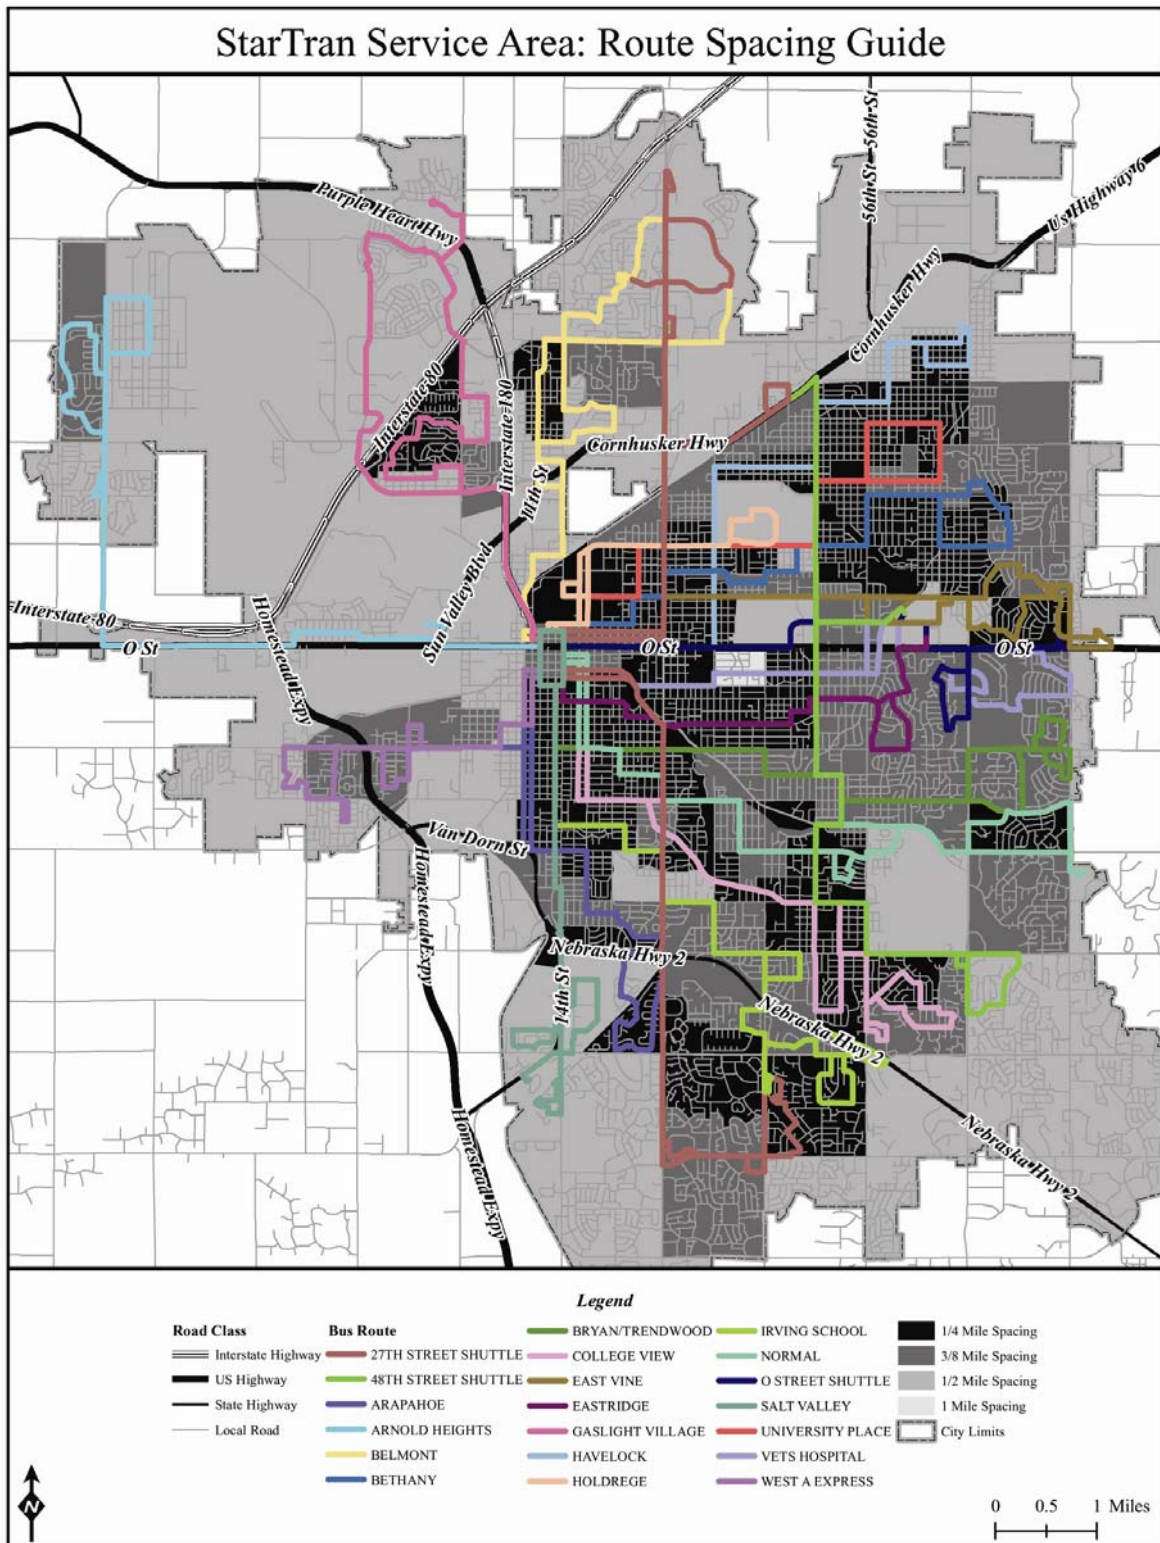 StarTran Service Area: Route Spacing Guide
56th St
56th St
Us Highway 6
Purple Heart Hwy
Cornhusker Hwy
Interstate 80
Interstate 180
Cornhusker Hwy
11th St
Sun Valley Blvd
Interstate 80
Homestead Expy
O St
O St
O St
Van Dorn St
Homestead Expy
Nebraska Hwy 2
14th St
Nebraska Hwy 2
Homestead Expy
Nebraska Hwy 2
Legend
Road Class
Interstate Highway
US Highway
State Highway
Local Road
Bus Route
27TH STREET SHUTTLE
48TH STREET SHUTTLE
ARAPAHOE
ARNOLD HEIGHTS
BELMONT
BETHANY
BRYAN/TRENDWOOD
COLLEGE VIEW
EAST VINE
EASTRIDGE
GASLIGHT VILLAGE
HAVELOCK
HOLDREGE
IRVING SCHOOL
NORMAL
O STREET SHUTTLE
SALT VALLEY
UNIVERSITY PLACE
VETS HOSPITAL
WEST A EXPRESS
1/4 Mile Spacing
3/8 Mile Spacing
1/2 Mile Spacing
1 Mile Spacing
City Limits
N
0 0.5 1 Miles